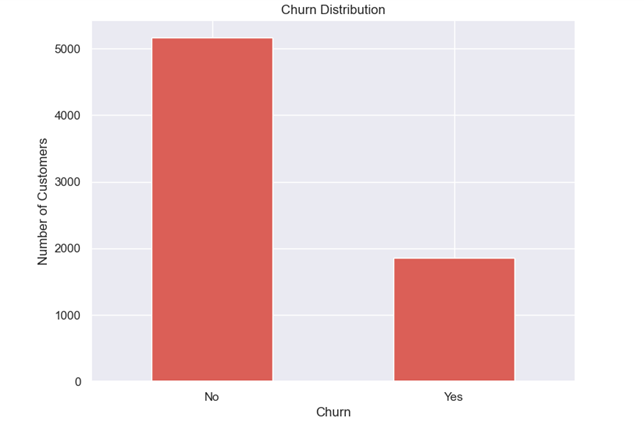 Churn Distribution
Number of Customers
5000
4000
3000
2000
1000
0
No
Yes
Churn